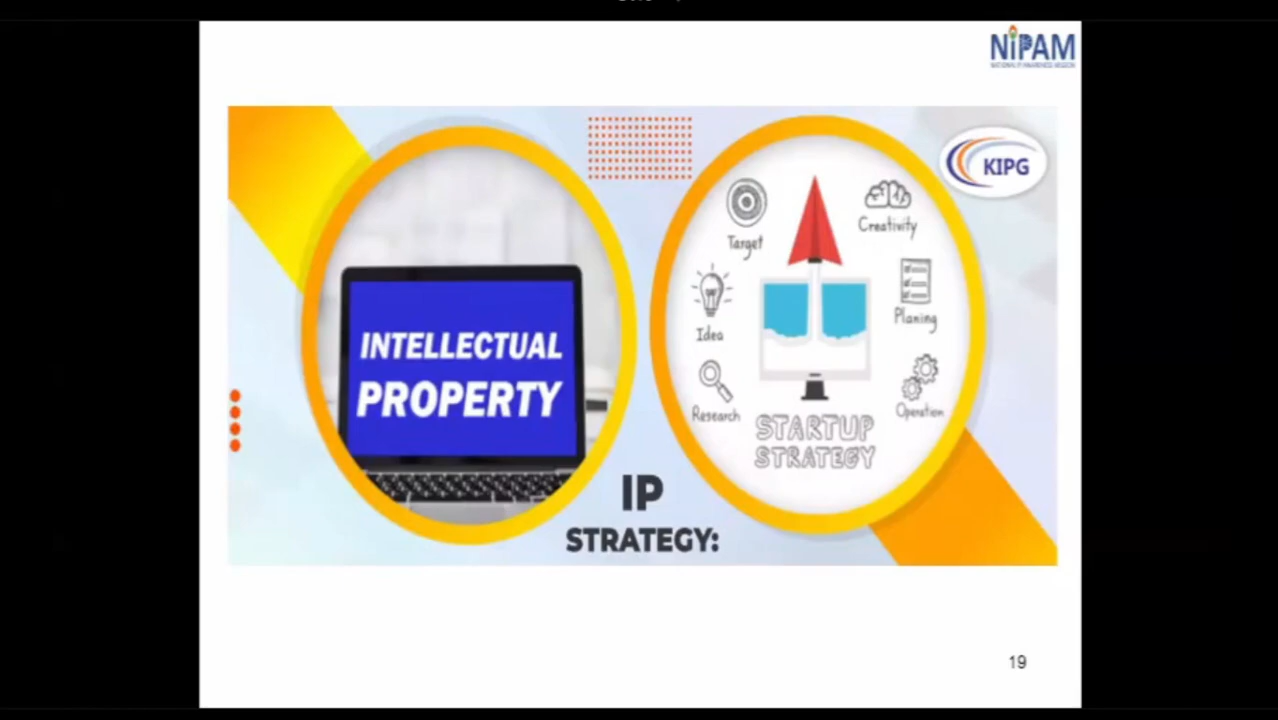 NiPAM
KIPG
INTELLECTUAL
PROPERTY
Target
Creativity
Idea
Planing
Research
Operation
STARTUP
STRATEGY
IP
STRATEGY:
19